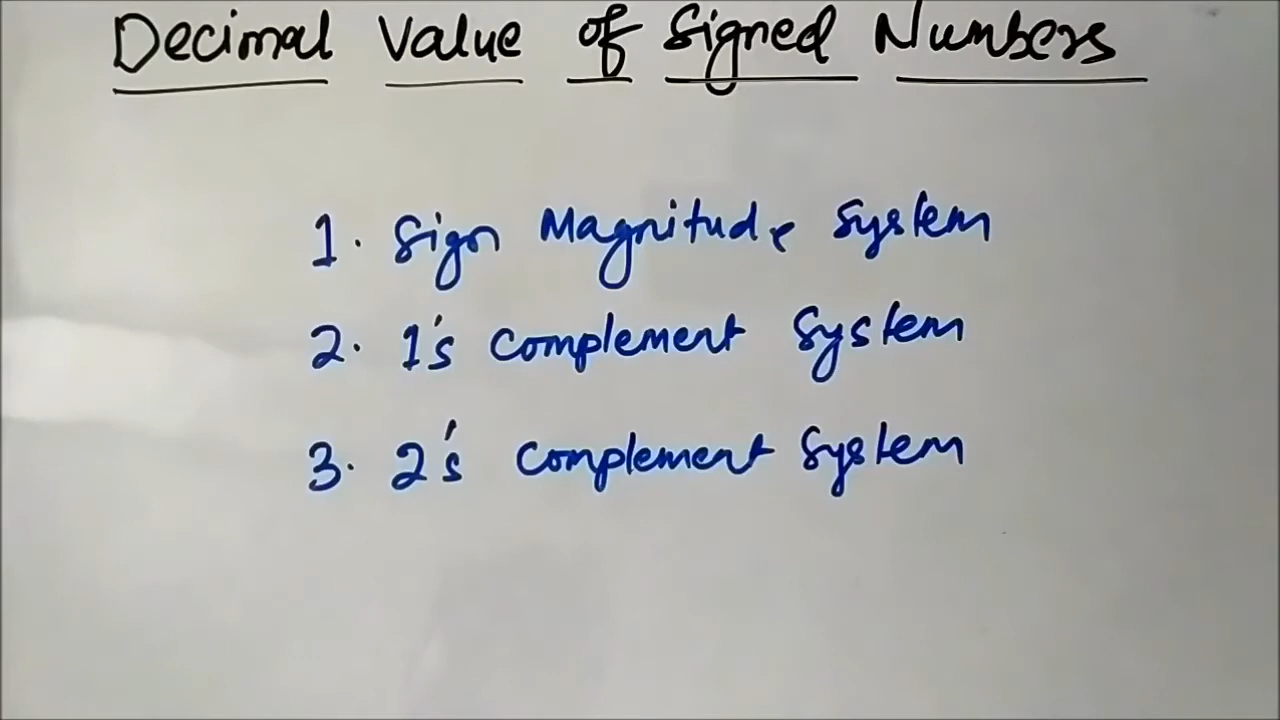 Decimal Value of Signed Numbers
1. Sign Magnitude System
2. 1's Complement System
3. 2's Complement System